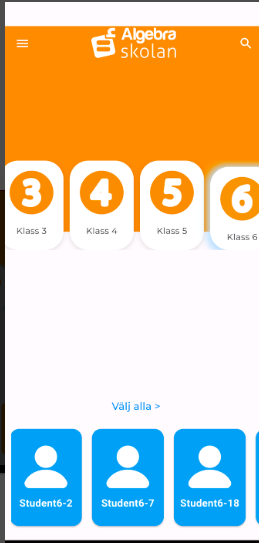 Algebra
skolan
3
4
5
6
Klass 3
Klass 4
Klass 5
Klass 6
Välj alla >
Student6-2
Student6-7
Student6-18